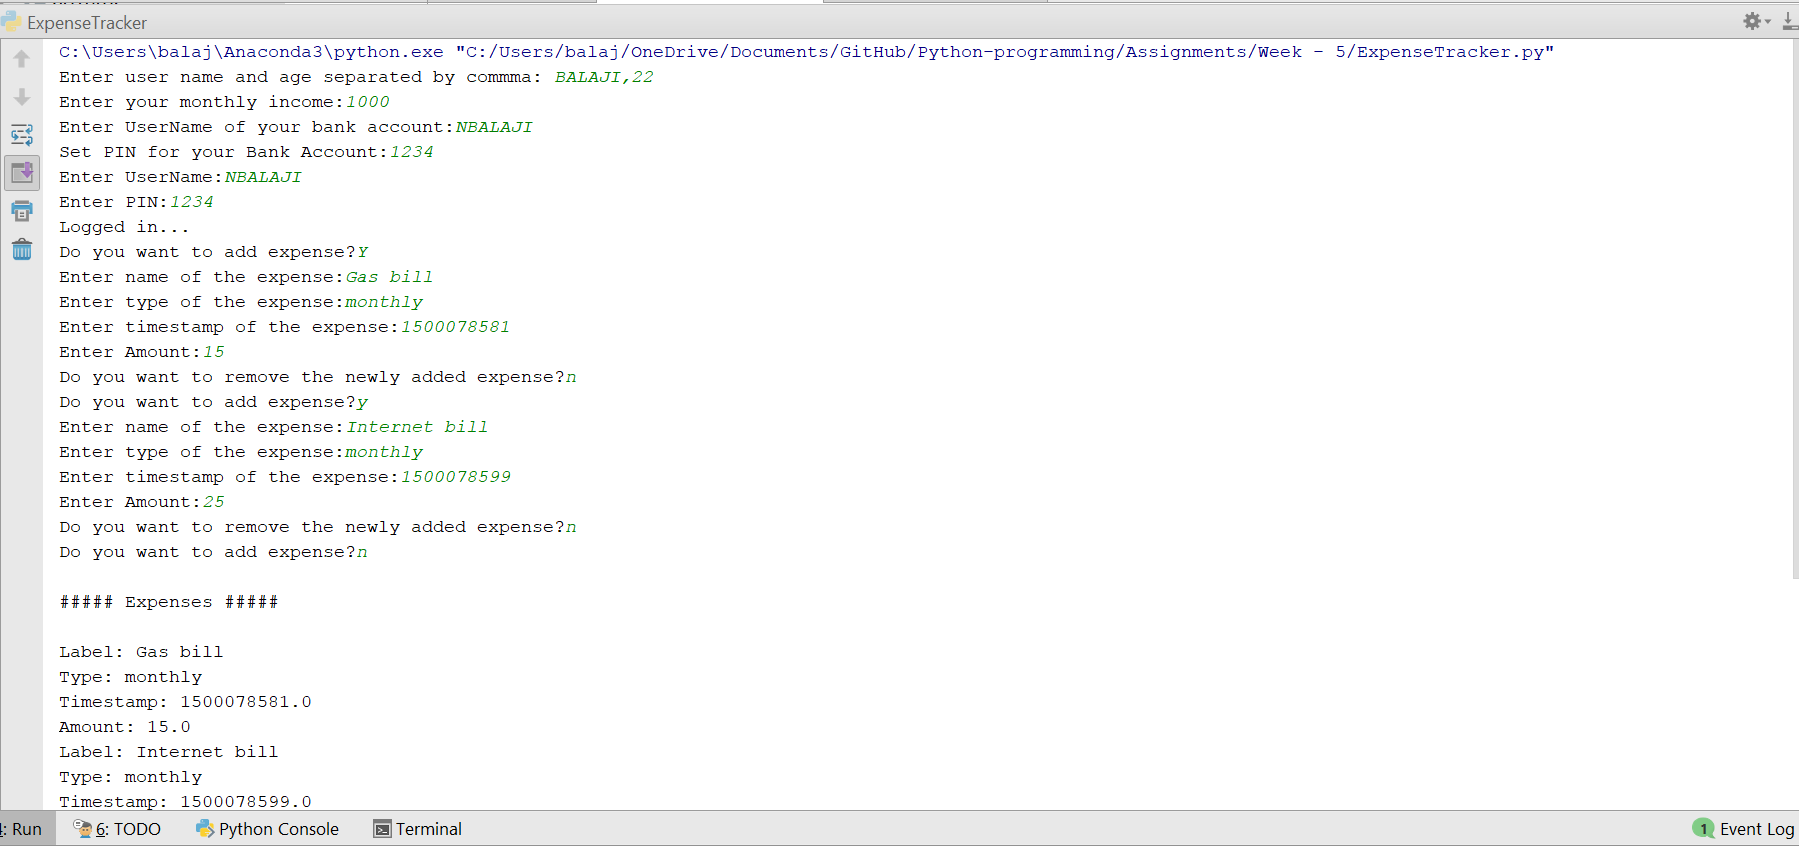 ExpenseTracker
C:\Users\balaj\Anaconda3\python.exe "C:/Users/balaj/OneDrive/Documents/GitHub/Python-programming/Assignments/Week - 5/ExpenseTracker.py"
Enter user name and age separated by commma: BALAJI,22
Enter your monthly income:1000
Enter UserName of your bank account:NBALAJI
Set PIN for your Bank Account:1234
Enter UserName:NBALAJI
Enter PIN:1234
Logged in...
Do you want to add expense?Y
Enter name of the expense:Gas bill
Enter type of the expense:monthly
Enter timestamp of the expense:1500078581
Enter Amount:15
Do you want to remove the newly added expense?n
Do you want to add expense?y
Enter name of the expense:Internet bill
Enter type of the expense:monthly
Enter timestamp of the expense:1500078599
Enter Amount:25
Do you want to remove the newly added expense?n
Do you want to add expense?n
##### Expenses #####
Label: Gas bill
Type: monthly
Timestamp: 1500078581.0
Amount: 15.0
Label: Internet bill
Type: monthly
Timestamp: 1500078599.0
: Run 6: TODO Python Console Terminal 1 Event Log